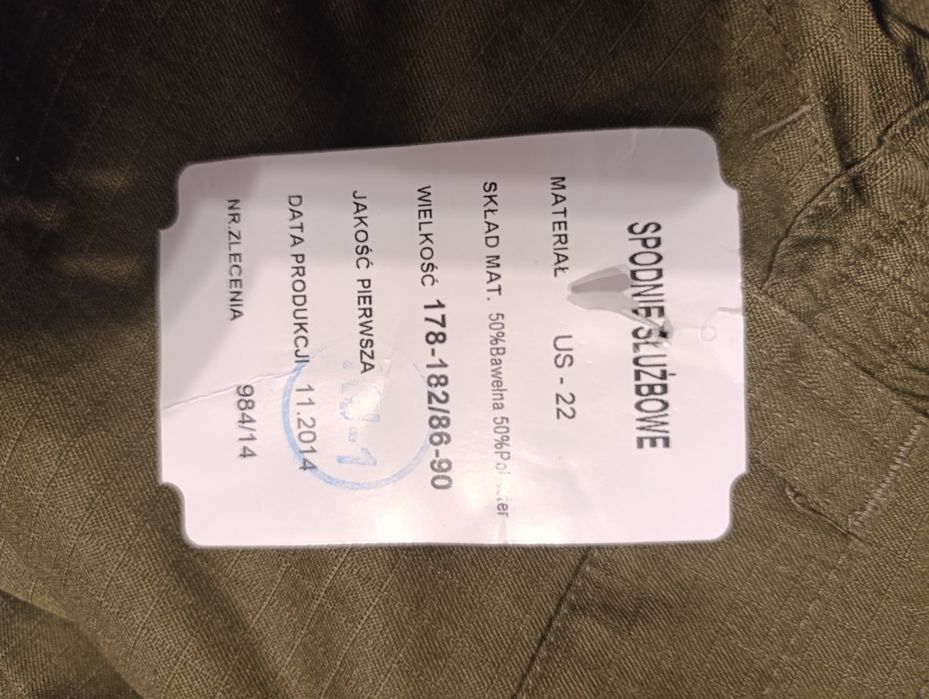 SPODNIE SŁUŻBOWE
MATERIAŁ US - 22
SKŁAD MAT. 50%Bawełna 50%
WIELKOŚĆ 178-182/86-90
JAKOŚĆ PIERWSZA
DATA PRODUKCJI 11.2014
NR.ZLECENIA 984/14